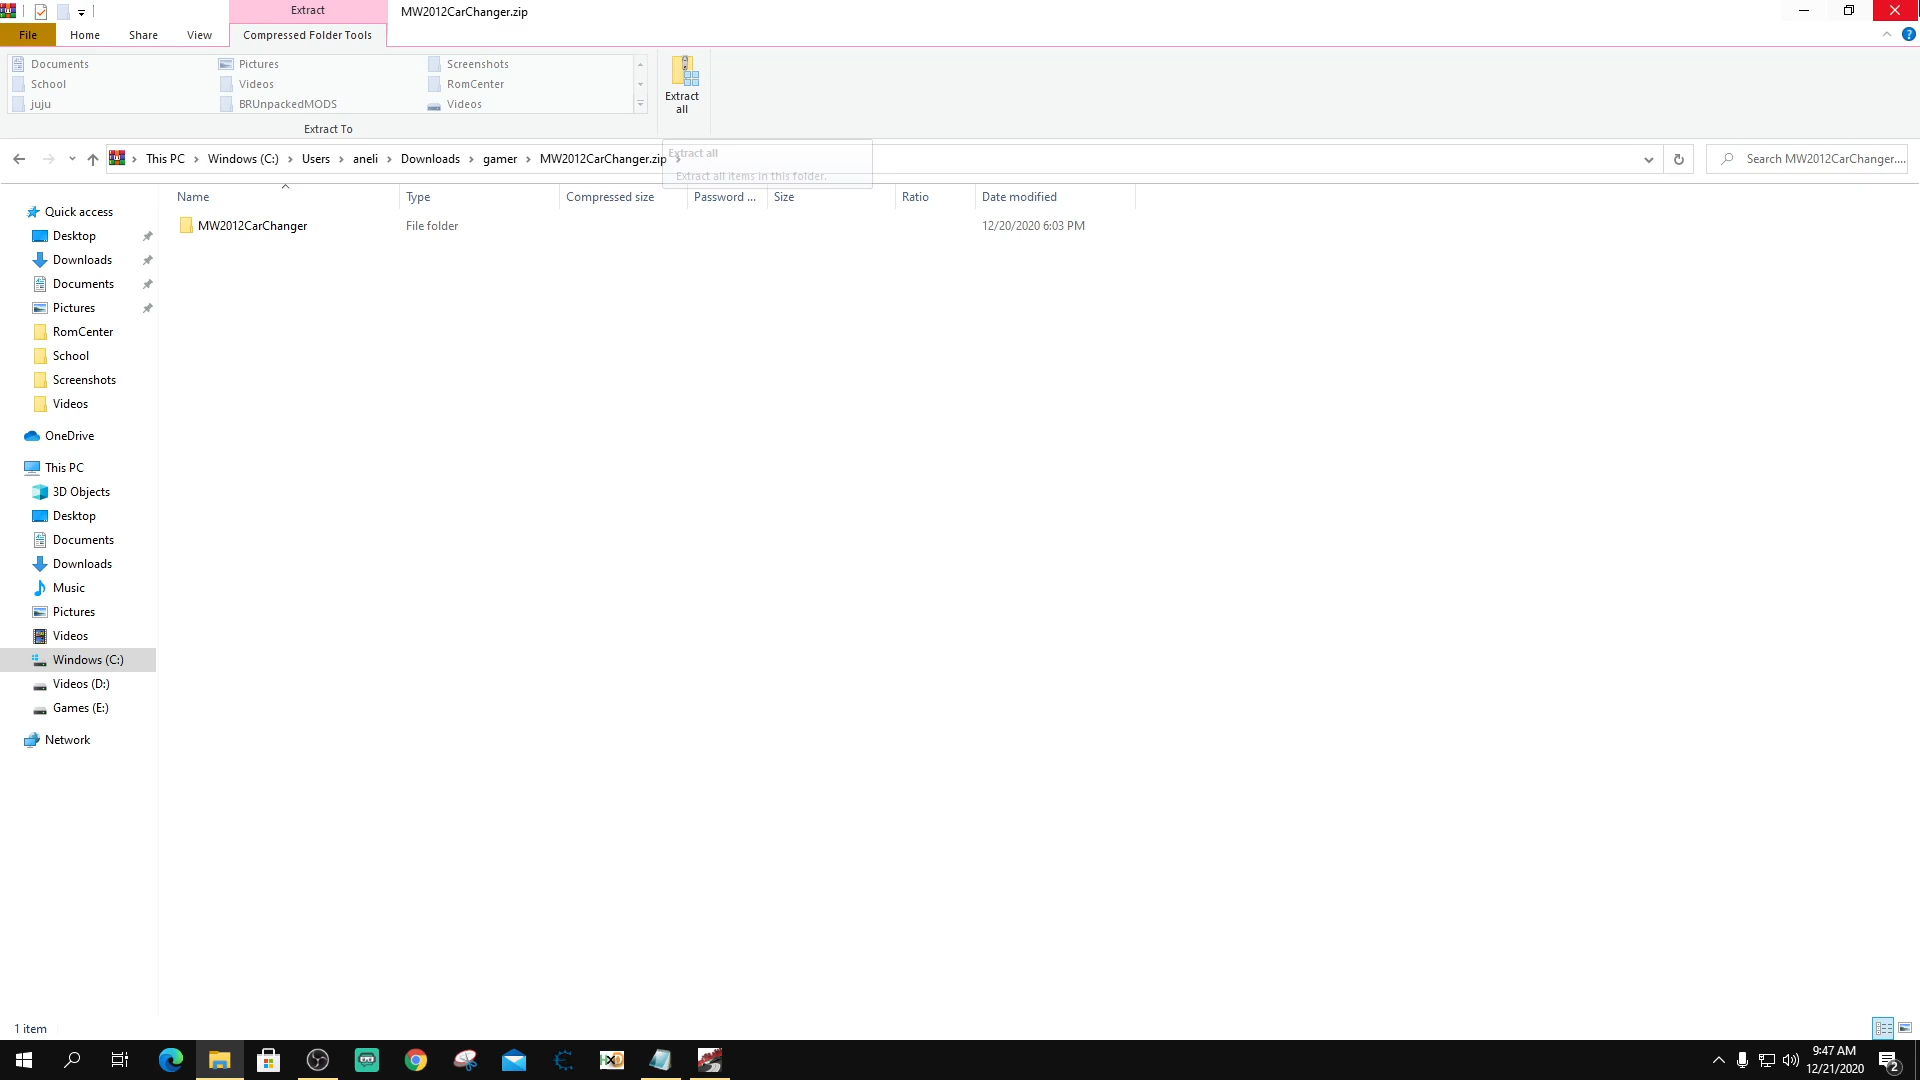 Extract
MW2012CarChanger.zip
File
Home
Share
View
Compressed Folder Tools
Documents
Pictures
Screenshots
School
Videos
RomCenter
juju
BRUnpackedMODS
Videos
Extract
all
Extract To
This PC
Windows (C:)
Users
aneli
Downloads
gamer
MW2012CarChanger.zip
Extract all
Extract all items in this folder.
Search MW2012CarChanger....
Name
Type
Compressed size
Password ...
Size
Ratio
Date modified
MW2012CarChanger
File folder
12/20/2020 6:03 PM
Quick access
Desktop
Downloads
Documents
Pictures
RomCenter
School
Screenshots
Videos
OneDrive
This PC
3D Objects
Desktop
Documents
Downloads
Music
Pictures
Videos
Windows (C:)
Videos (D:)
Games (E:)
Network
1 item
9:47 AM
12/21/2020
2